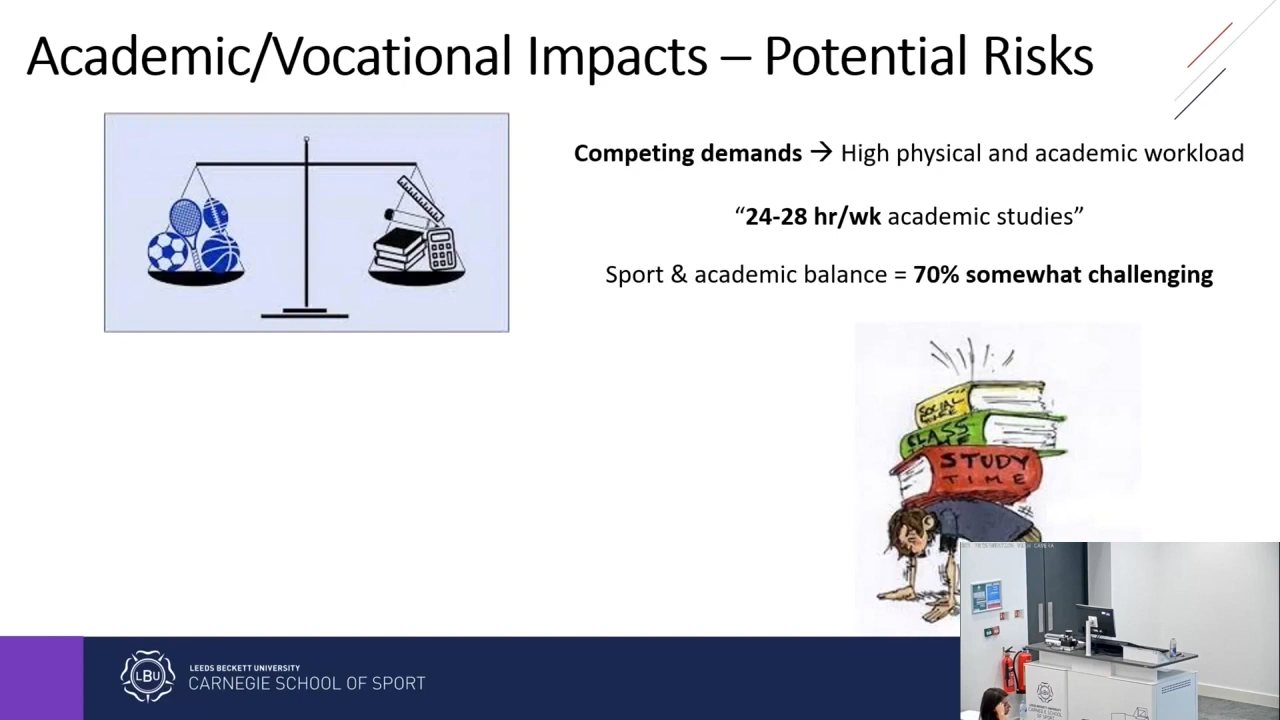 Academic/Vocational Impacts – Potential Risks
Competing demands → High physical and academic workload
“24-28 hr/wk academic studies”
Sport & academic balance = 70% somewhat challenging
SOCIAL
CLASS
STUDY
TIME
LBU
LEEDS BECKETT UNIVERSITY
CARNEGIE SCHOOL OF SPORT